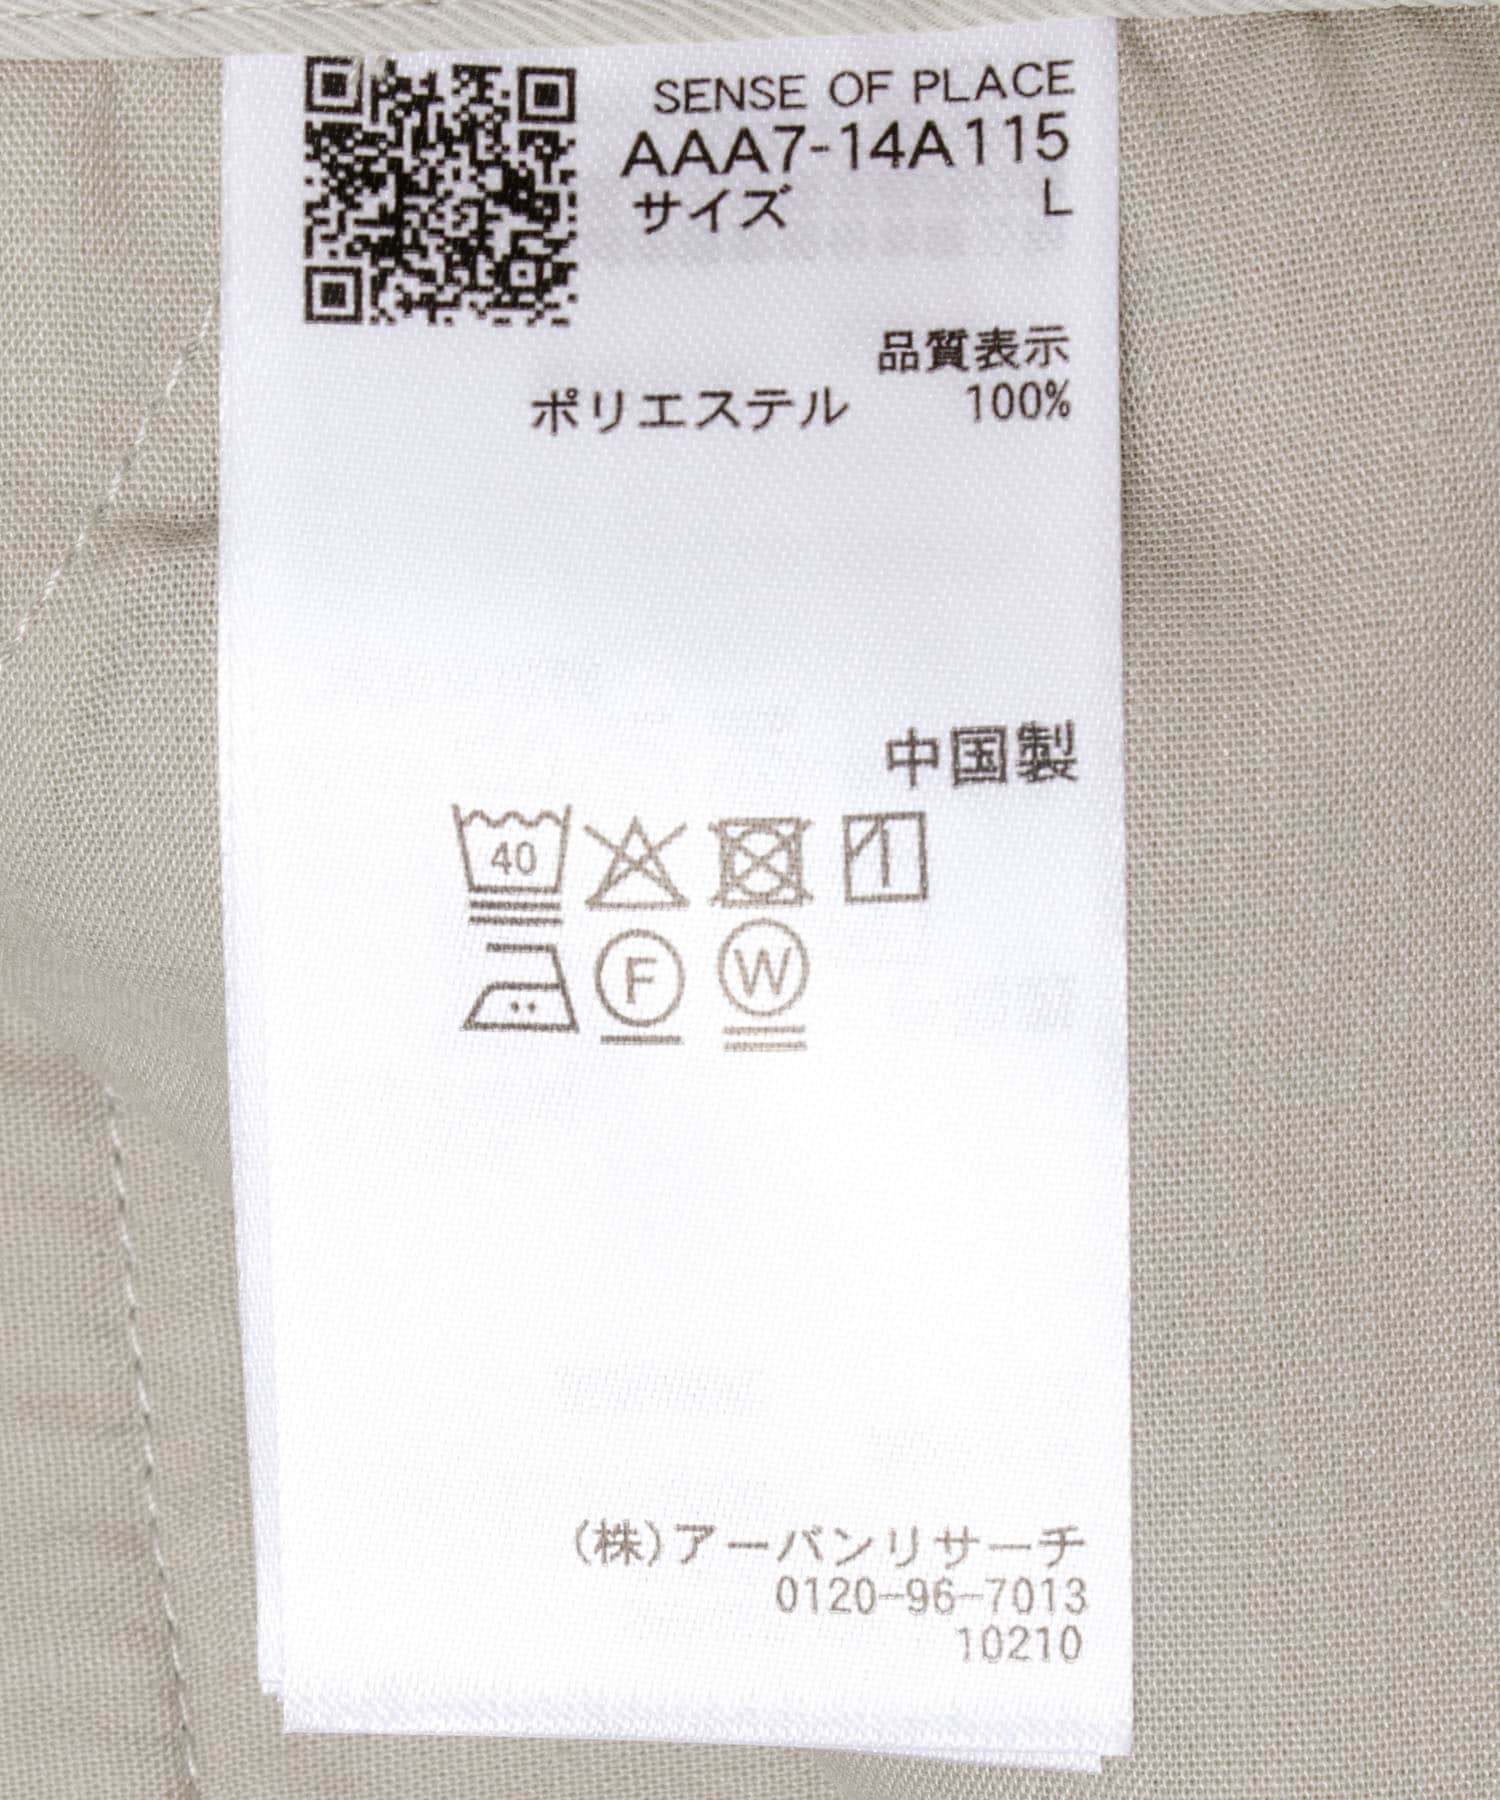 SENSE OF PLACE
AAA7-14A115
サイズ L
品質表示
ポリエステル 100%
中国製
40
F W
(株)アーバンリサーチ
0120-96-7013
10210